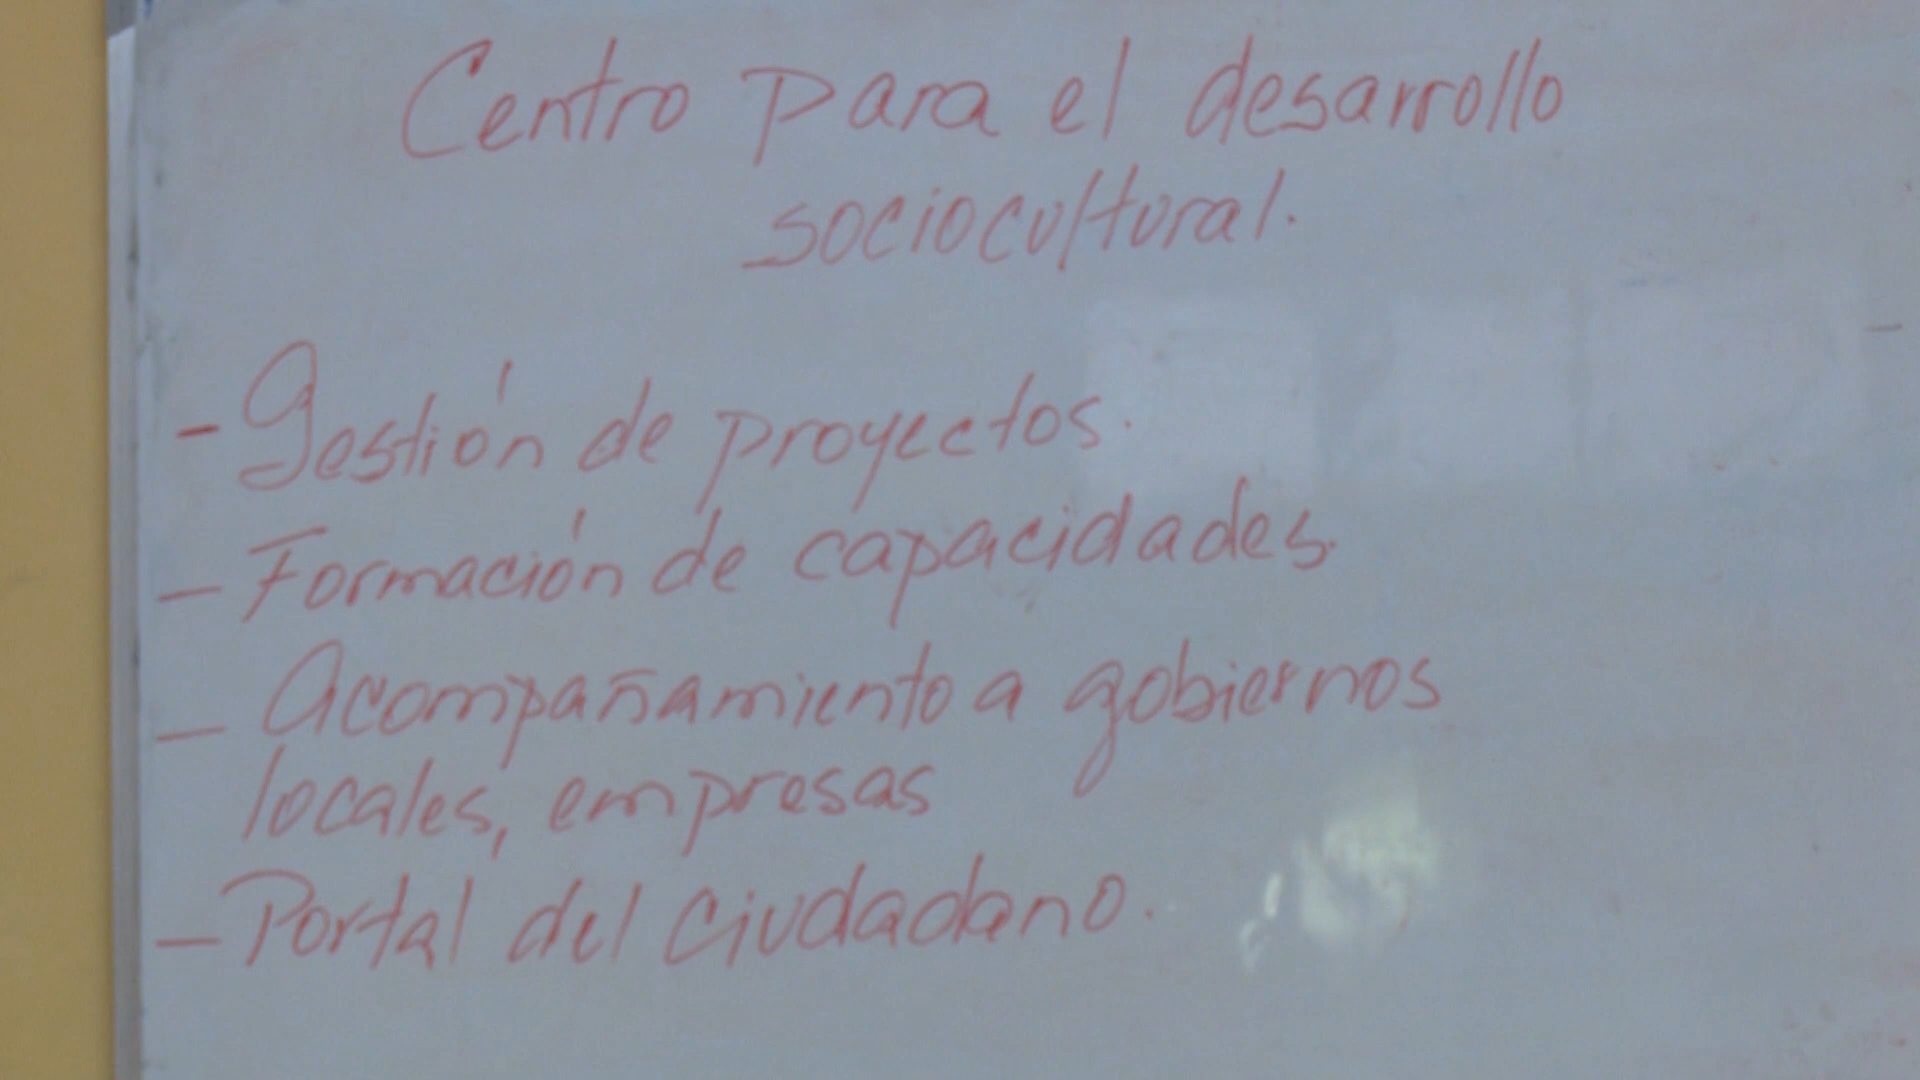 Centro para el desarrollo
sociocultural.
- Gestión de proyectos.
- Formación de capacidades.
- Acompañamiento a gobiernos
locales, empresas
- Portal del ciudadano.